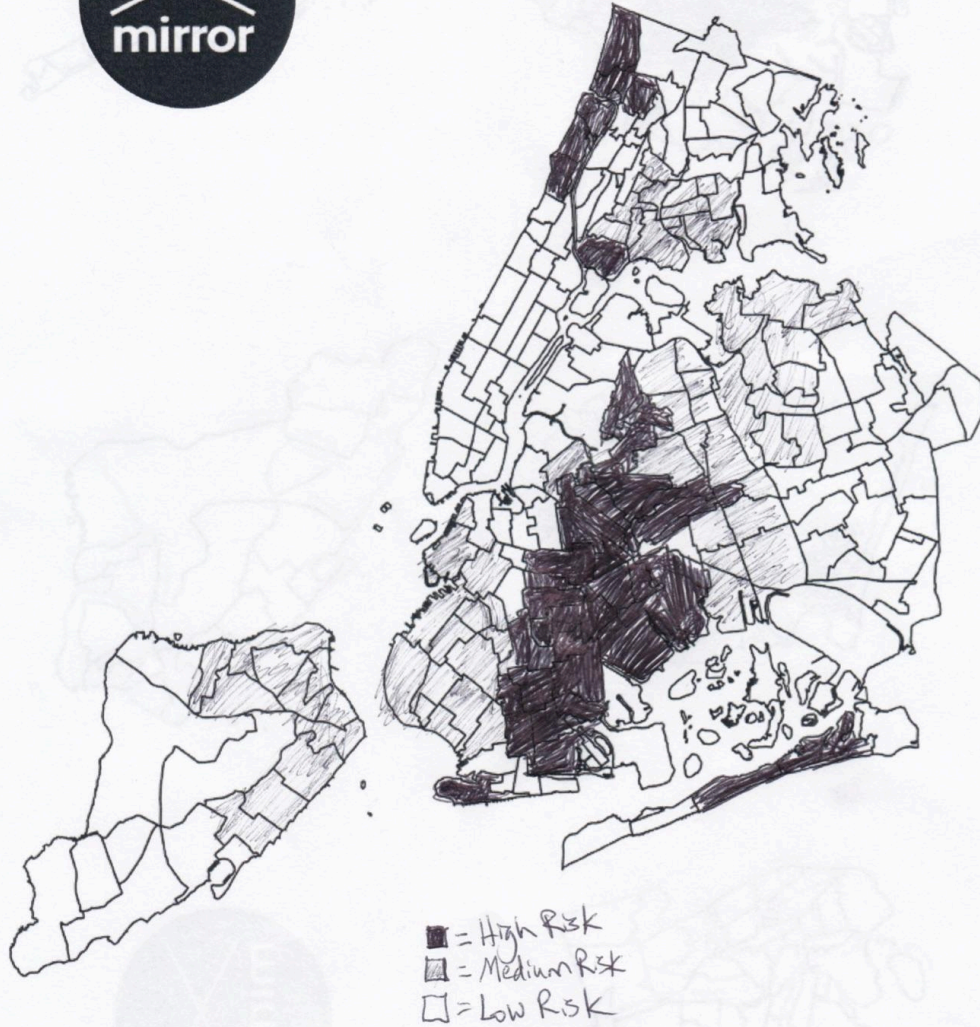 mirror
= High Risk
= Medium Risk
= Low Risk